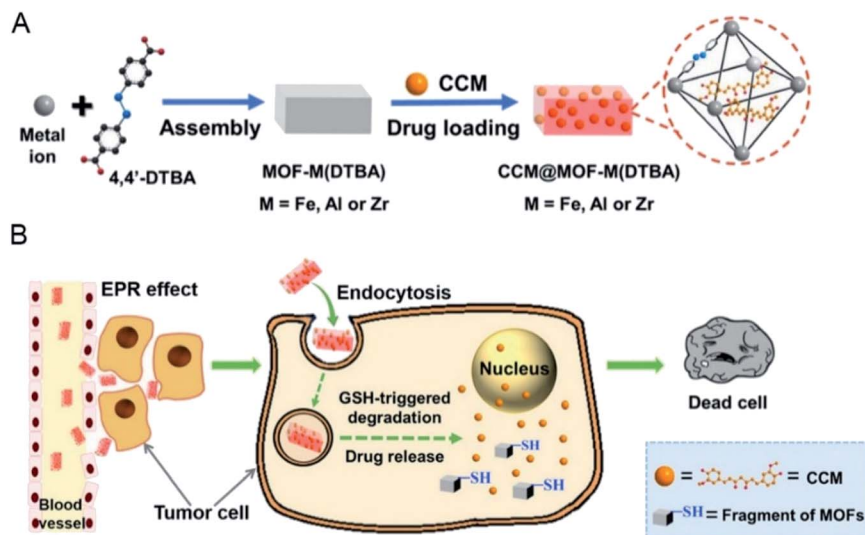 A
CCM
Metal
ion
+
4,4'-DTBA
Assembly
MOF-M(DTBA)
M = Fe, Al or Zr
Drug loading
CCM@MOF-M(DTBA)
M = Fe, Al or Zr
B
EPR effect
Blood
vessel
Tumor cell
Endocytosis
GSH-triggered
degradation
Drug release
Nucleus
-SH
-SH
-SH
Dead cell
= = CCM
-SH = Fragment of MOFs